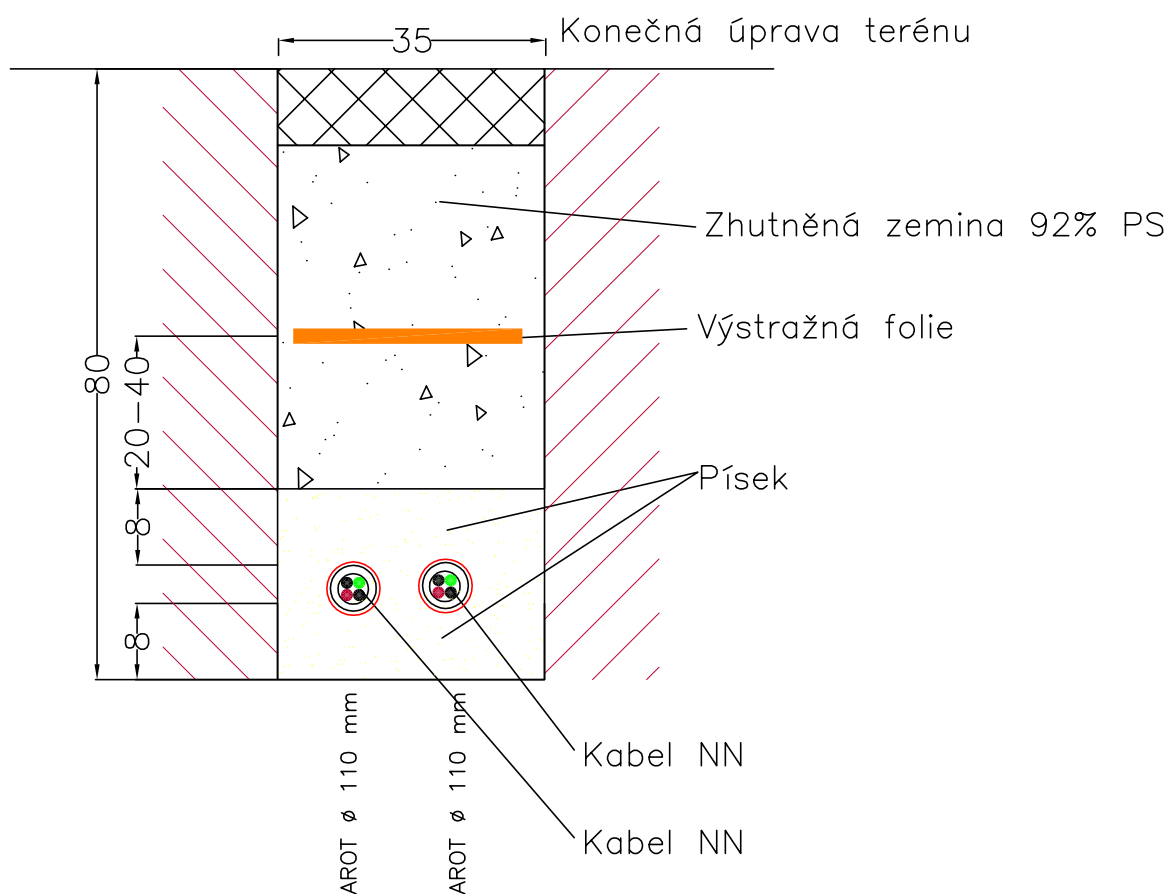 35
Konečná úprava terénu
Zhutněná zemina 92% PS
Výstražná folie
80
20-40
Písek
8
8
AROT ø 110 mm
AROT ø 110 mm
Kabel NN
Kabel NN